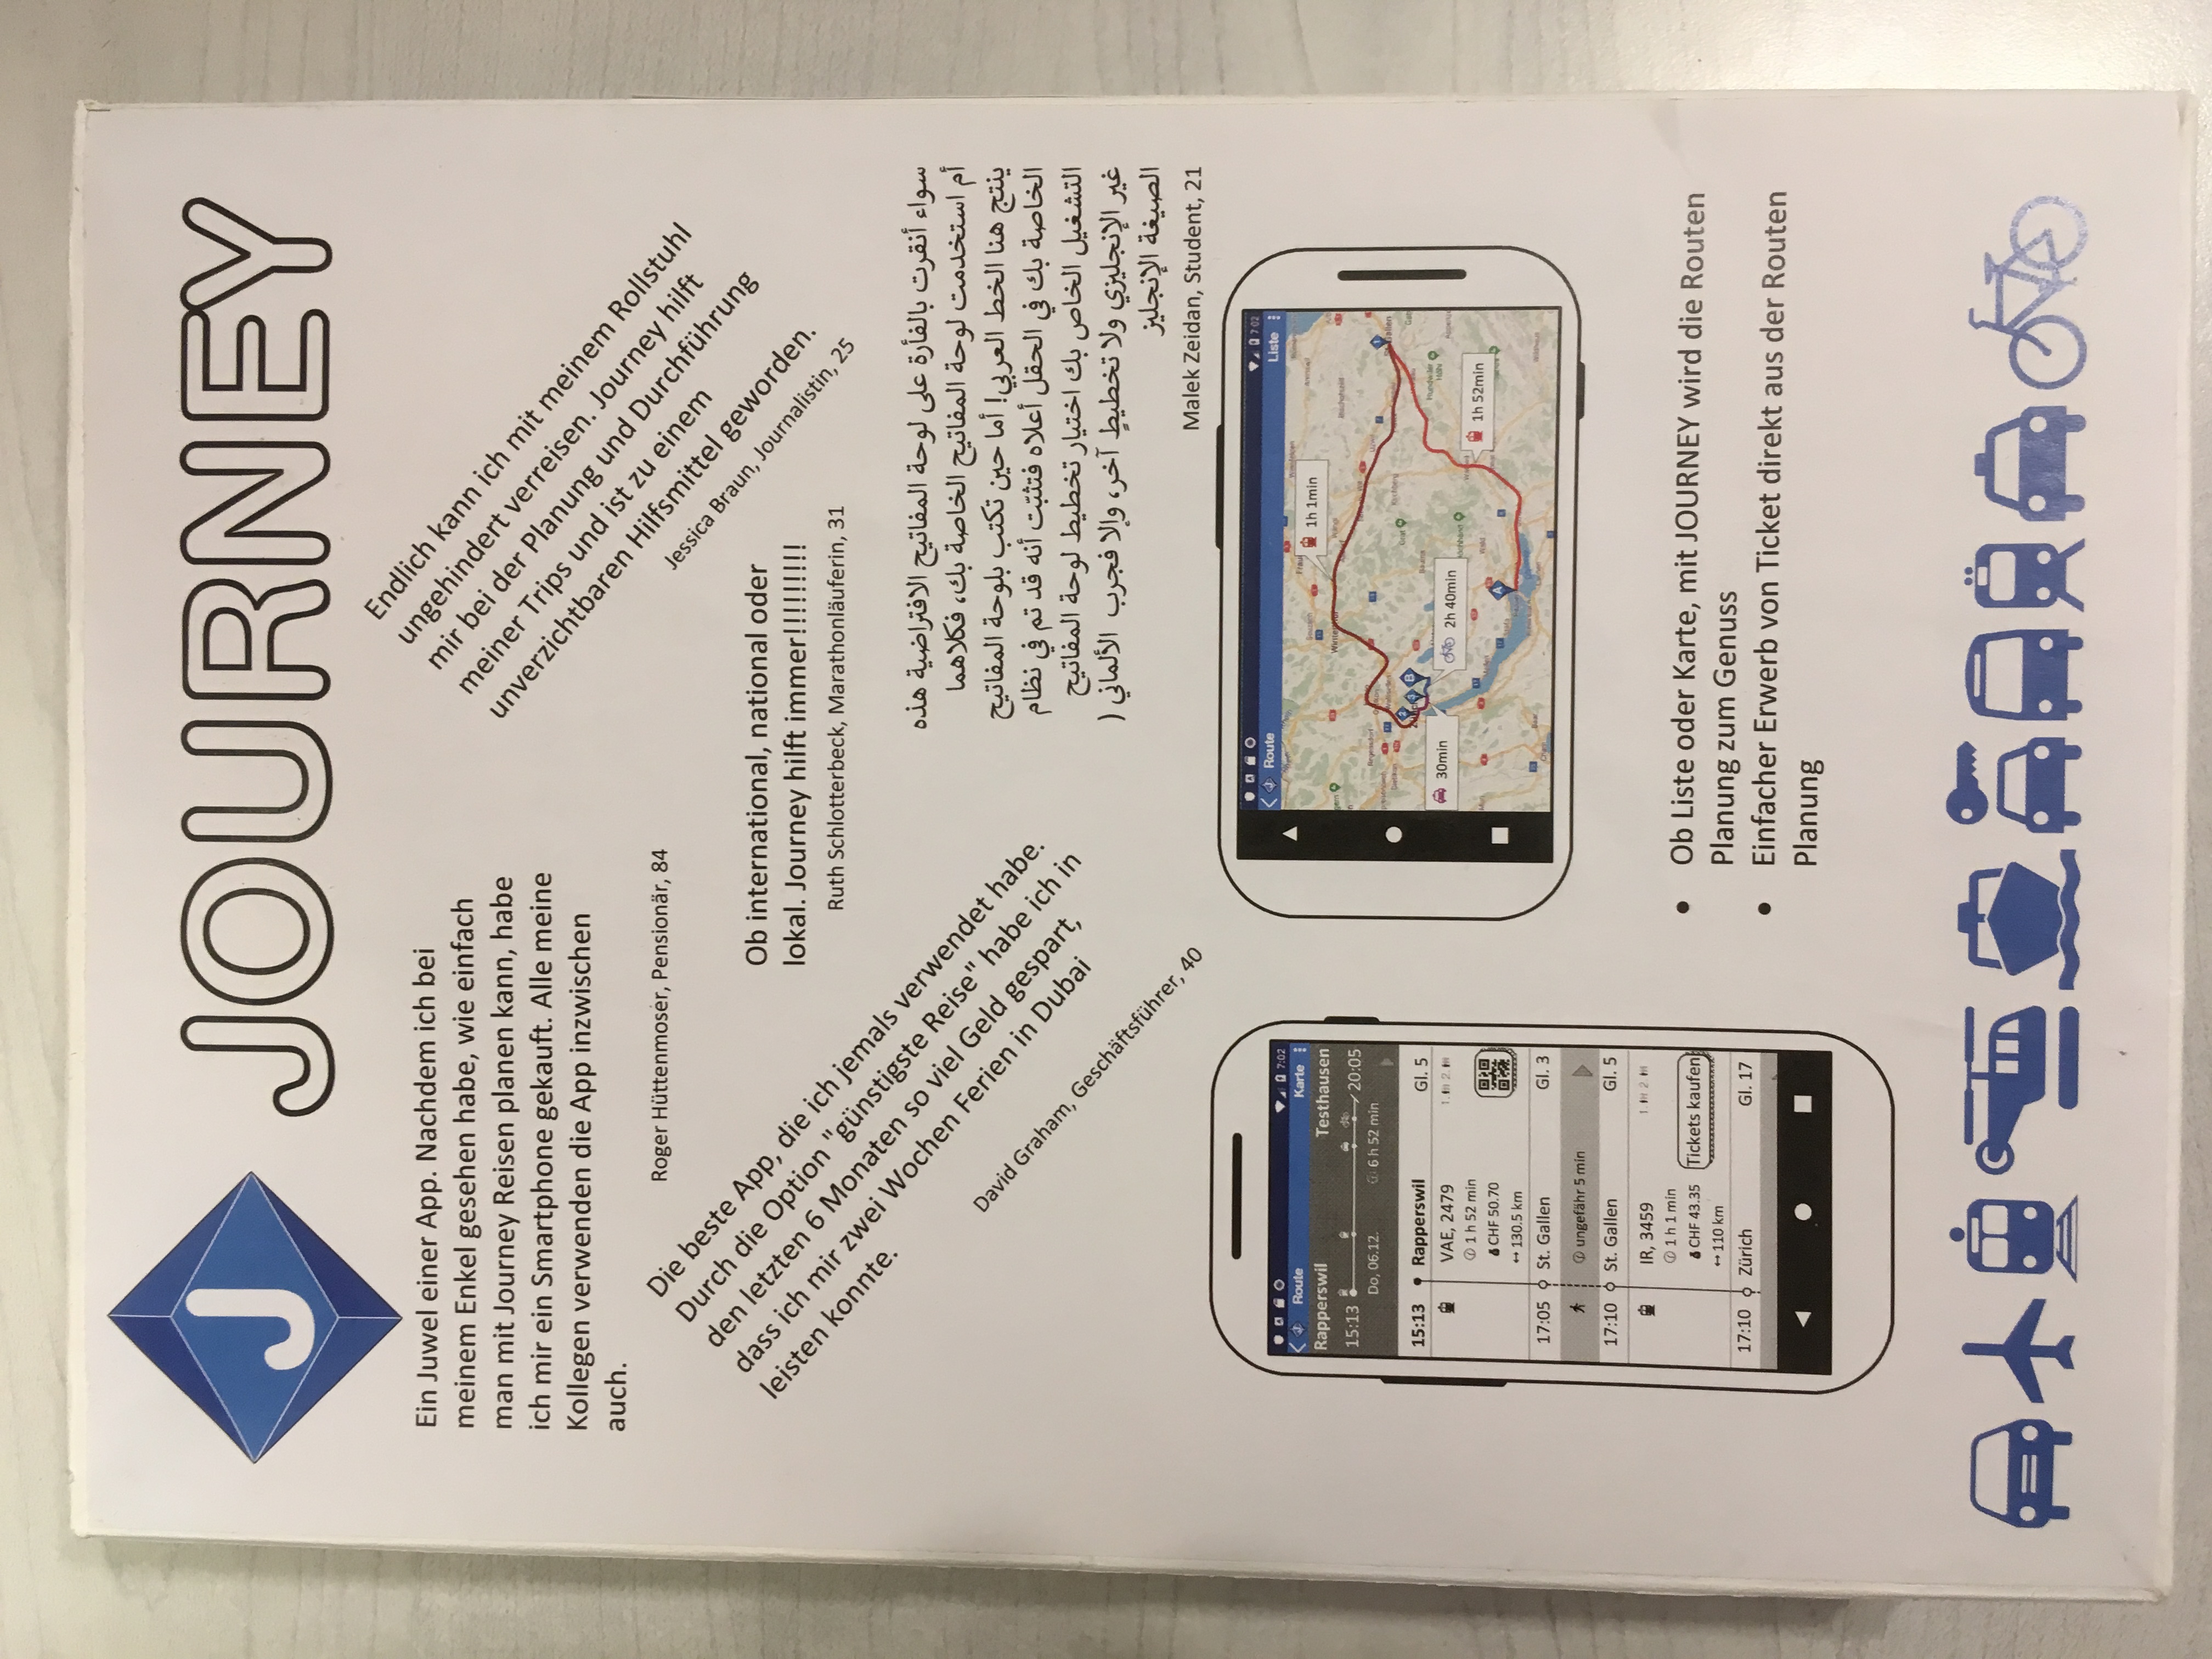 J
JOURNEY
Ein Juwel einer App. Nachdem ich bei
meinem Enkel gesehen habe, wie einfach
man mit Journey Reisen planen kann, habe
ich mir ein Smartphone gekauft. Alle meine
Kollegen verwenden die App inzwischen
auch.
Roger Hüttenmoser, Pensionär, 84
Endlich kann ich mit meinem Rollstuhl
ungehindert verreisen. Journey hilft
mir bei der Planung und Durchführung
meiner Trips und ist zu einem
unverzichtbaren Hilfsmittel geworden.
Jessica Braun, Journalistin, 25
Die beste App, die ich jemals verwendet habe.
Durch die Option "günstigste Reise" habe ich in
den letzten 6 Monaten so viel Geld gespart,
dass ich mir zwei Wochen Ferien in Dubai
leisten konnte.
David Graham, Geschäftsführer, 40
Ob international, national oder
lokal. Journey hilft immer!!!!!!!!!
Ruth Schlotterbeck, Marathonläuferin, 31
سواء أنقرت بالفأرة على لوحة المفاتيح الافتراضية هذه
أم استخدمت لوحة المفاتيح الخاصة بك، فكلاهما
ينتج هنا الخط العربي! أما حين تكتب بلوحة المفاتيح
الخاصة بك في الحقل أعلاه فتثبّت أنه قد تم في نظام
التشغيل الخاص بك اختيار تخطيط لوحة المفاتيح
غير الإنجليزي ولا تخطيطٍ آخر، وإلا فجرب الألماني (
الصيغة الإنجليز
Malek Zeidan, Student, 21
7:02
Route Karte
Rapperswil Testhausen
15:13 20:05
Do, 06.12. 6 h 52 min
15:13 Rapperswil Gl. 5
VAE, 2479 1. 2.
1 h 52 min
CHF 50.70
130.5 km
17:05 St. Gallen Gl. 3
ungefähr 5 min
17:10 St. Gallen Gl. 5
IR, 3459 1. 2.
1 h 1 min
CHF 43.35 Tickets kaufen
110 km
17:10 Zürich Gl. 17
7:02
Route Liste
1h 1min
1
2 3 B
30min
2h 40min
1h 52min
A
Wald
Kirchberg
Baar
• Ob Liste oder Karte, mit JOURNEY wird die Routen
Planung zum Genuss
• Einfacher Erwerb von Ticket direkt aus der Routen
Planung